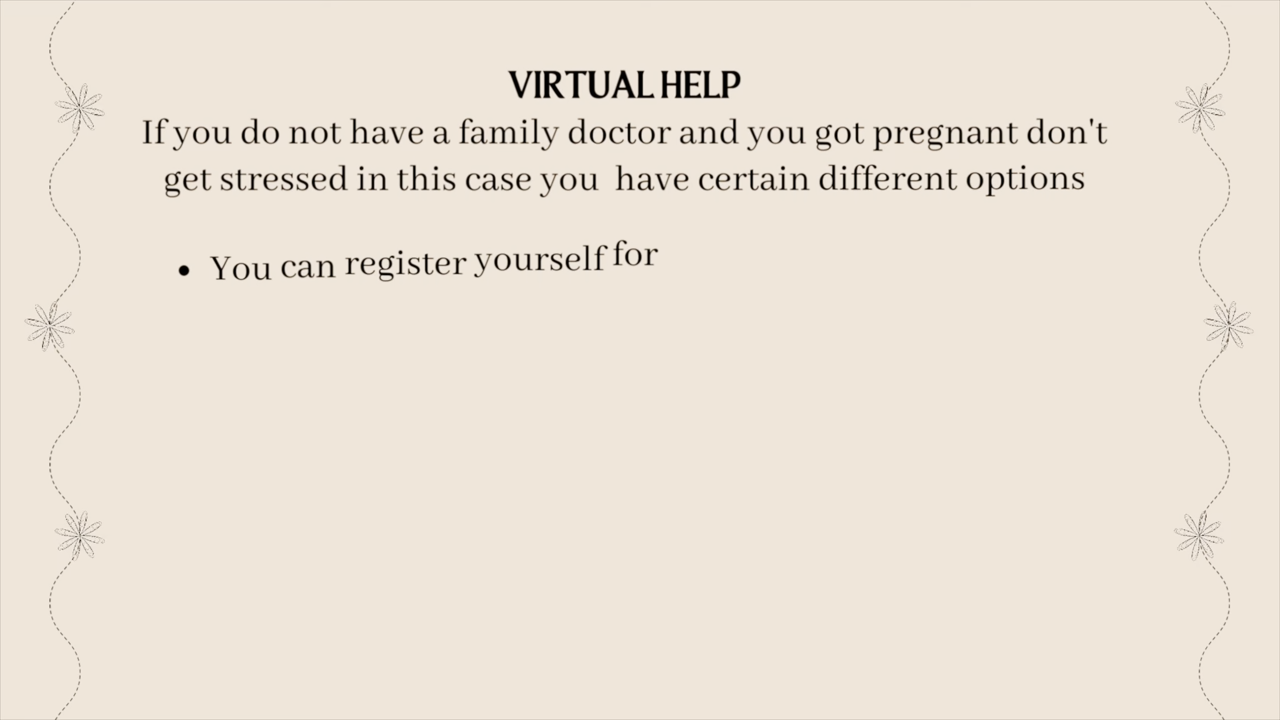 VIRTUAL HELP
If you do not have a family doctor and you got pregnant don't
get stressed in this case you have certain different options
• You can register yourself for